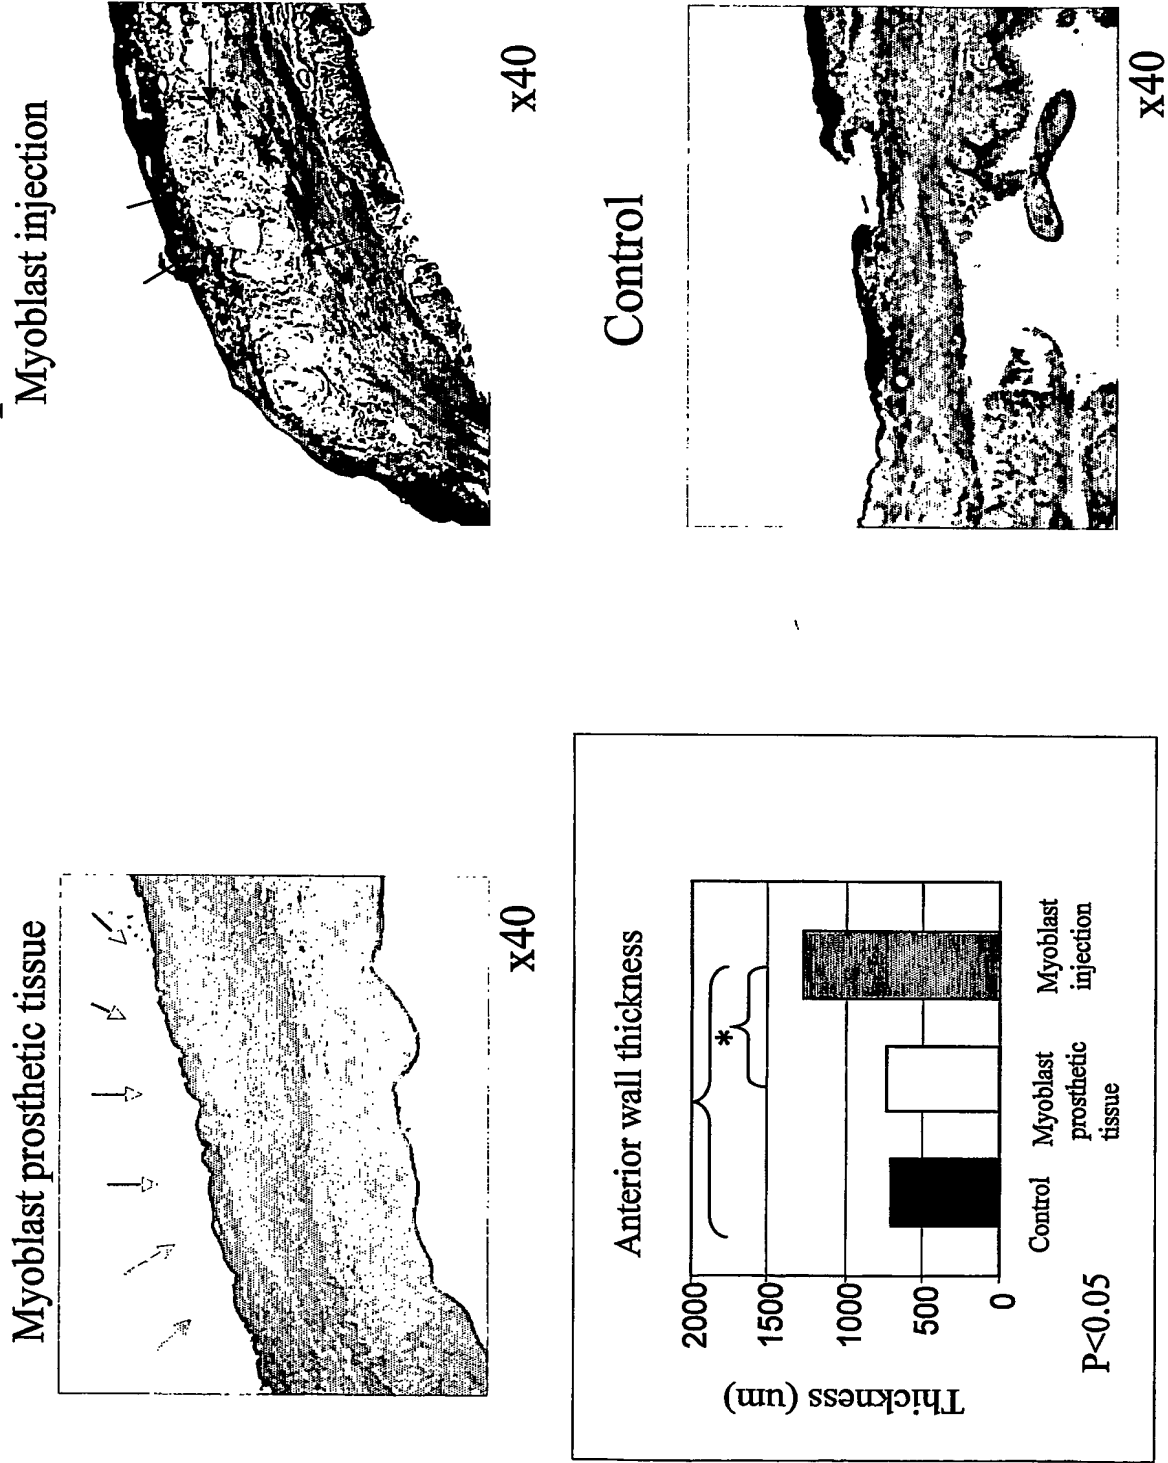 Myoblast prosthetic tissue
x40
Myoblast injection
x40
Anterior wall thickness
Thickness (um)
2000
1500
1000
500
0
*
Control
Myoblast
prosthetic
tissue
Myoblast
injection
P<0.05
Control
x40